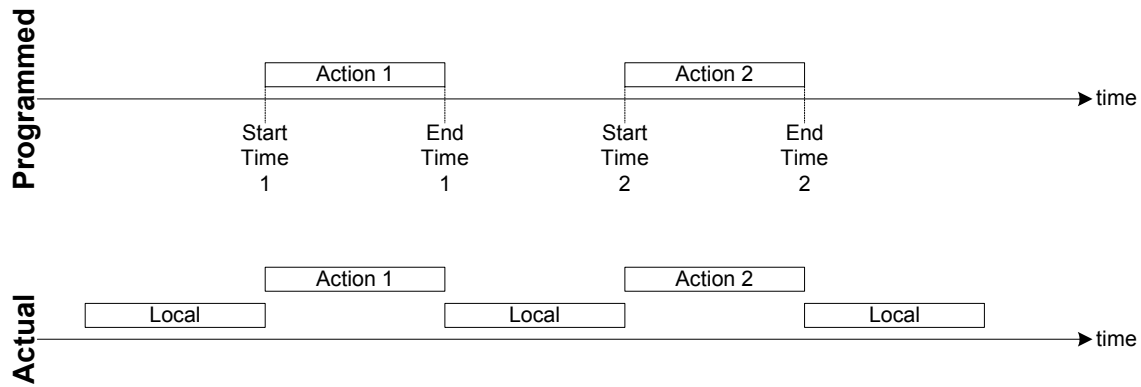 Programmed
Action 1
Action 2
time
Start
Time
1
End
Time
1
Start
Time
2
End
Time
2
Actual
Action 1
Action 2
Local
Local
Local
time